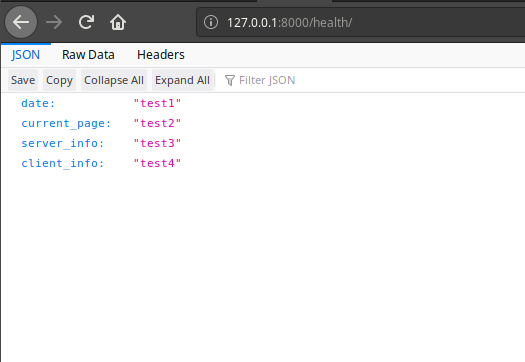 127.0.0.1:8000/health/
JSON Raw Data Headers
Save Copy Collapse All Expand All Filter JSON
date: "test1"
current_page: "test2"
server_info: "test3"
client_info: "test4"